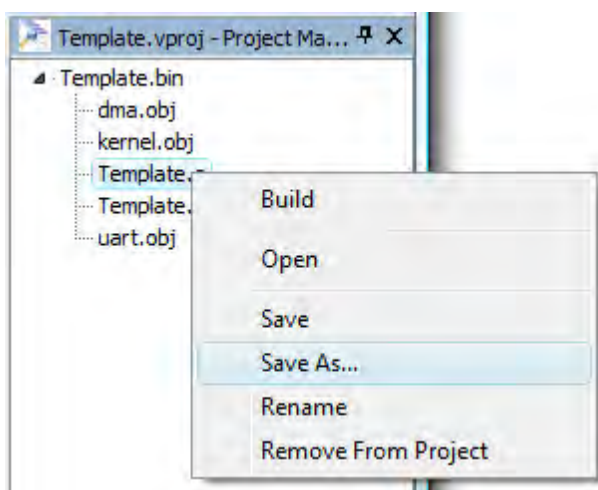 Template.vproj - Project Ma...
Template.bin
dma.obj
kernel.obj
Template.
Template.
uart.obj
Build
Open
Save
Save As...
Rename
Remove From Project